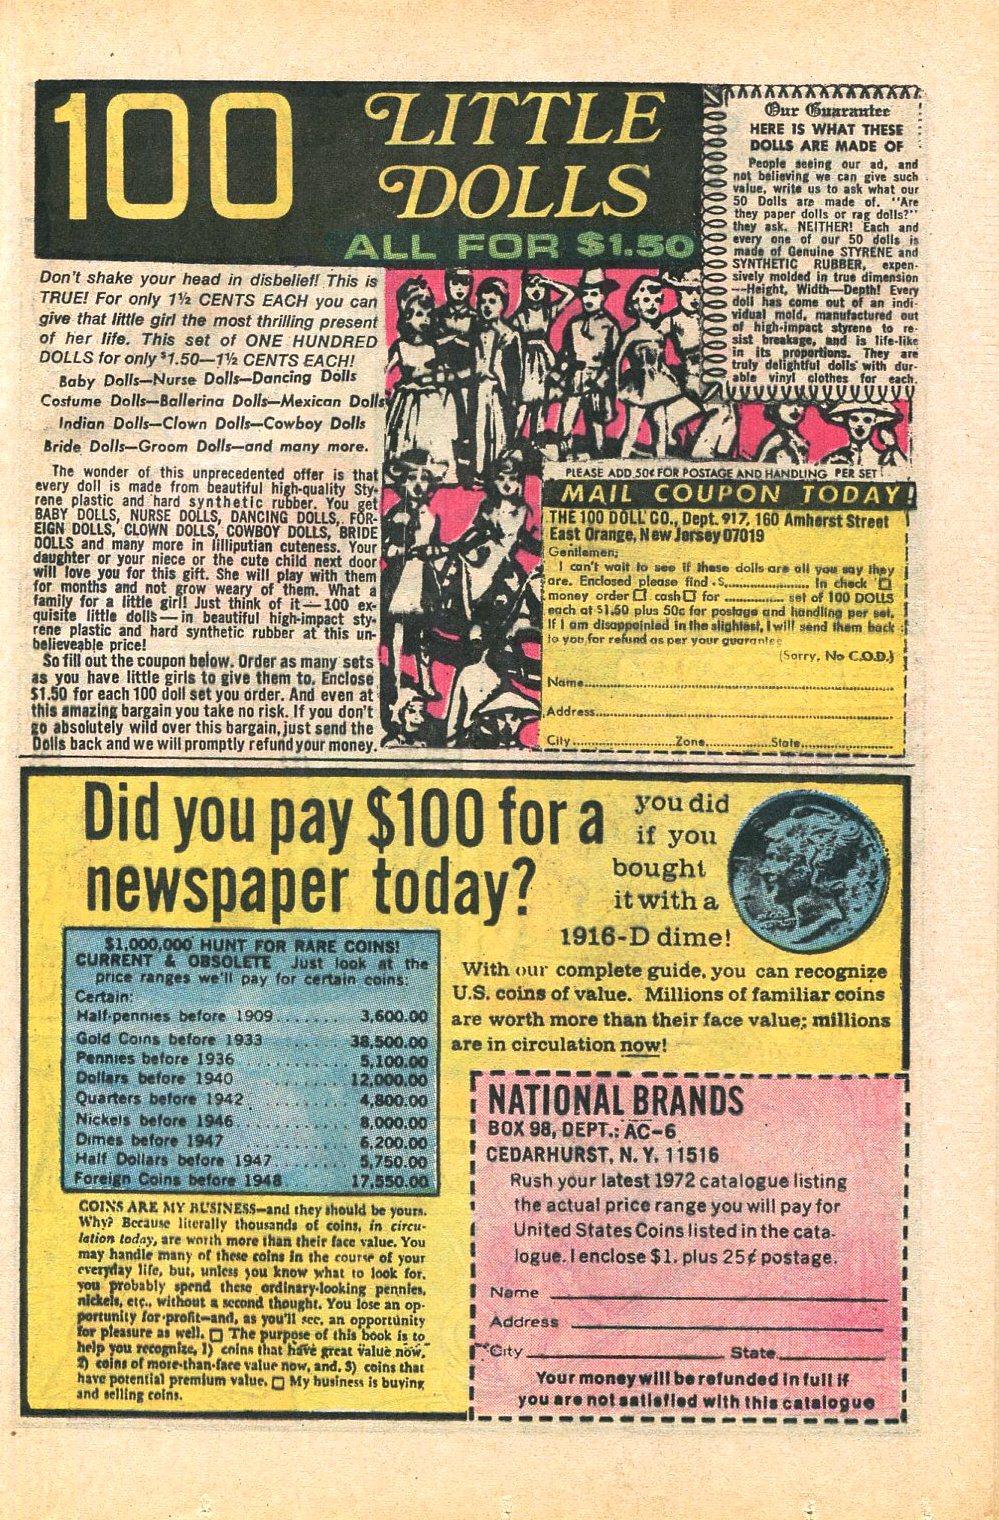 100
LITTLE
DOLLS
ALL FOR $1.50
Don't shake your head in disbelief! This is
TRUE! For only 1½ CENTS EACH you can
give that little girl the most thrilling present
of her life. This set of ONE HUNDRED
DOLLS for only $1.50—1½ CENTS EACH!
Baby Dolls—Nurse Dolls—Dancing Dolls
Costume Dolls—Ballerina Dolls—Mexican Dolls
Indian Dolls—Clown Dolls—Cowboy Dolls
Bride Dolls—Groom Dolls—and many more.
The wonder of this unprecedented offer is that
every doll is made from beautiful high-quality Sty-
rene plastic and hard synthetic rubber. You get
BABY DOLLS, NURSE DOLLS, DANCING DOLLS, FOR-
EIGN DOLLS, CLOWN DOLLS, COWBOY DOLLS, BRIDE
DOLLS and many more in lilliputian cuteness. Your
daughter or your niece or the cute child next door
will love you for this gift. She will play with them
for months and not grow weary of them. What a
family for a little girl! Just think of it—100 ex-
quisite little dolls—in beautiful high-impact sty-
rene plastic and hard synthetic rubber at this un-
believeable price!
So fill out the coupon below. Order as many sets
as you have little girls to give them to. Enclose
$1.50 for each 100 doll set you order. And even at
this amazing bargain you take no risk. If you don't
go absolutely wild over this bargain, just send the
Dolls back and we will promptly refund your money.
Our Guarantee
HERE IS WHAT THESE
DOLLS ARE MADE OF
People seeing our ad, and
not believing we can give such
value, write us to ask what our
50 Dolls are made of. "Are
they paper dolls or rag dolls?"
they ask. NEITHER! Each and
every one of our 50 dolls is
made of Genuine STYRENE and
SYNTHETIC RUBBER, expen-
sively molded in true dimension
—Height, Width—Depth! Every
doll has come out of an indi-
vidual mold, manufactured out
of high-impact styrene to re-
sist breakage, and is life-like
in its proportions. They are
truly delightful dolls with dur-
able vinyl clothes for each.
PLEASE ADD 50¢ FOR POSTAGE AND HANDLING PER SET!
MAIL COUPON TODAY!
THE 100 DOLL CO., Dept. 917, 160 Amherst Street
East Orange, New Jersey 07019
Gentlemen;
I can't wait to see if these dolls are all you say they
are. Enclosed please find $.................. In check ☐
money order ☐ cash ☐ for .................. set of 100 DOLLS
each at $1.50 plus 50c for postage and handling per set.
If I am disappointed in the slightest, I will send them back
to you for refund as per your guarantee
(Sorry, No C.O.D.)
Name..................
Address..................
City..................Zone..................State..................
Did you pay $100 for a
newspaper today?
you did
if you
bought
it with a
1916-D dime!
$1,000,000 HUNT FOR RARE COINS!
CURRENT & OBSOLETE Just look at the
price ranges we'll pay for certain coins.
Certain:
Half-pennies before 1909 ....... 3,600.00
Gold Coins before 1933 ......... 38,500.00
Pennies before 1936 ......... 5,100.00
Dollars before 1940 ......... 12,000.00
Quarters before 1942 ......... 4,800.00
Nickels before 1946 ......... 8,000.00
Dimes before 1947 ......... 6,200.00
Half Dollars before 1947 ....... 5,750.00
Foreign Coins before 1948 ....... 17,550.00
With our complete guide, you can recognize
U.S. coins of value. Millions of familiar coins
are worth more than their face value; millions
are in circulation now!
COINS ARE MY BUSINESS—and they should be yours.
Why? Because literally thousands of coins, in circu-
lation today, are worth more than their face value. You
may handle many of these coins in the course of your
everyday life, but, unless you know what to look for,
you probably spend these ordinary-looking pennies,
nickels, etc., without a second thought. You lose an op-
portunity for profit—and, as you'll see, an opportunity
for pleasure as well. ☐ The purpose of this book is to
help you recognize, 1) coins that have great value now,
2) coins of more-than-face value now, and, 3) coins that
have potential premium value. ☐ My business is buying
and selling coins.
NATIONAL BRANDS
BOX 98, DEPT.: AC-6
CEDARHURST, N. Y. 11516
Rush your latest 1972 catalogue listing
the actual price range you will pay for
United States Coins listed in the cata-
logue. I enclose $1. plus 25¢ postage.
Name
Address
City State
Your money will be refunded in full if
you are not satisfied with this catalogue